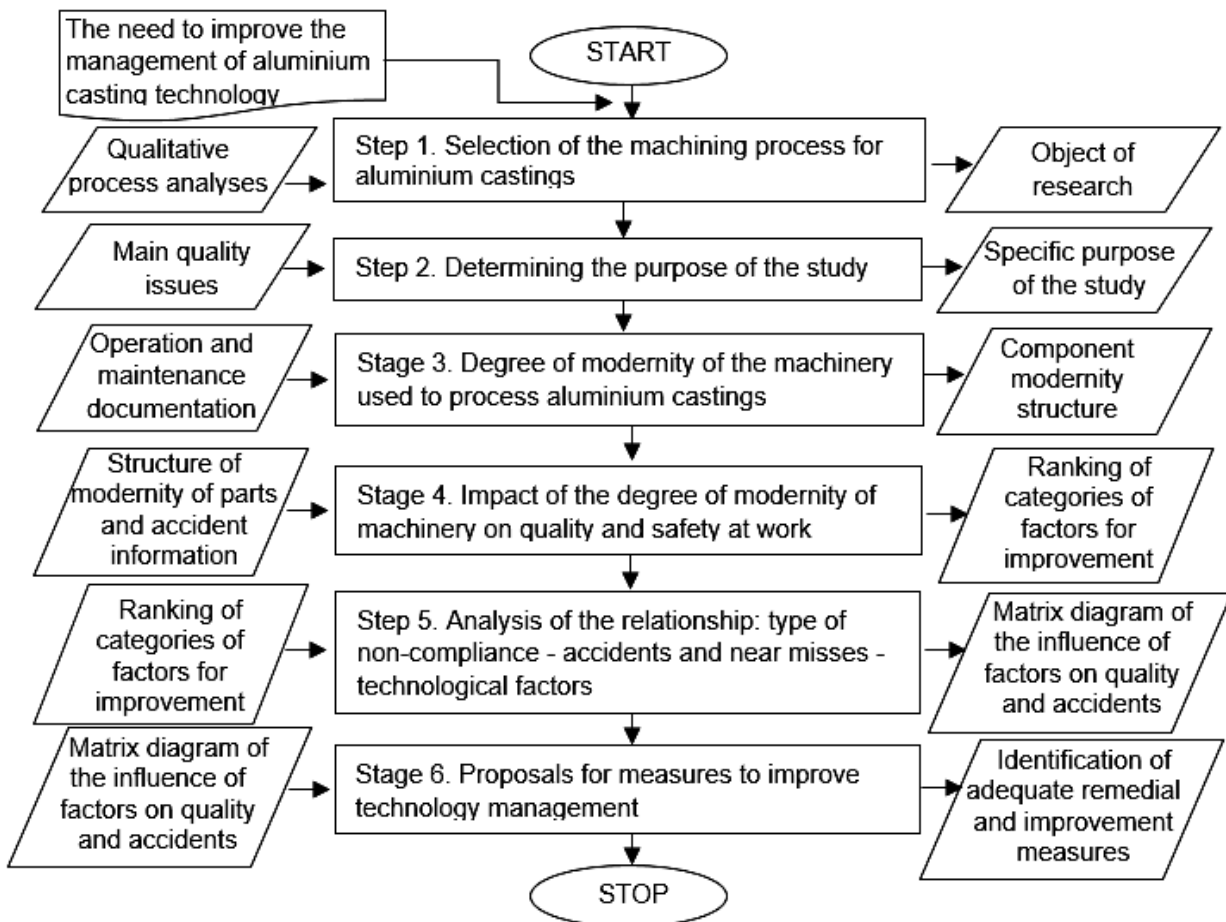 The need to improve the
management of aluminium
casting technology
START
Qualitative
process analyses
Step 1. Selection of the machining process for
aluminium castings
Object of
research
Main quality
issues
Step 2. Determining the purpose of the study
Specific purpose
of the study
Operation and
maintenance
documentation
Stage 3. Degree of modernity of the machinery
used to process aluminium castings
Component
modernity
structure
Structure of
modernity of parts
and accident
information
Stage 4. Impact of the degree of modernity of
machinery on quality and safety at work
Ranking of
categories of
factors for
improvement
Ranking of
categories of
factors for
improvement
Step 5. Analysis of the relationship: type of
non-compliance - accidents and near misses -
technological factors
Matrix diagram of
the influence of
factors on quality
and accidents
Matrix diagram of
the influence of
factors on quality
and accidents
Stage 6. Proposals for measures to improve
technology management
Identification of
adequate remedial
and improvement
measures
STOP